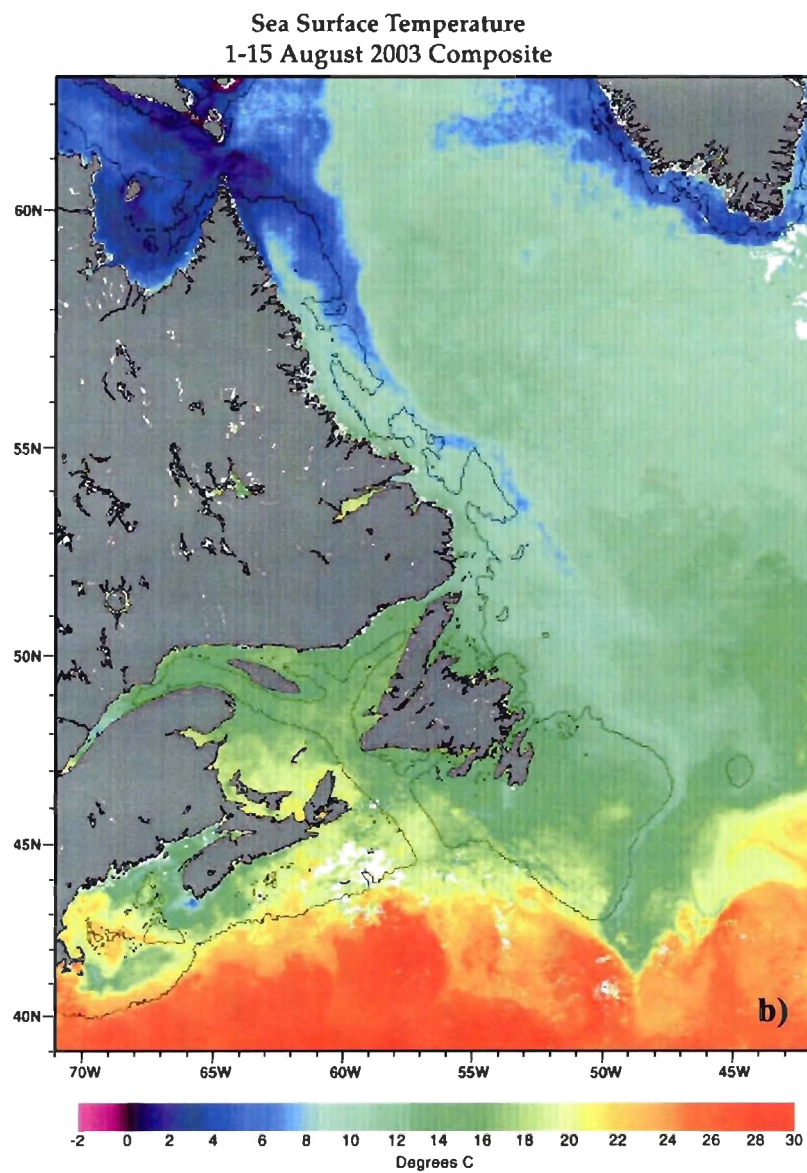 Sea Surface Temperature
1-15 August 2003 Composite
60N
55N
50N
45N
40N
b)
70W 65W 60W 55W 50W 45W
-2 0 2 4 6 8 10 12 14 16 18 20 22 24 26 28 30
Degrees C